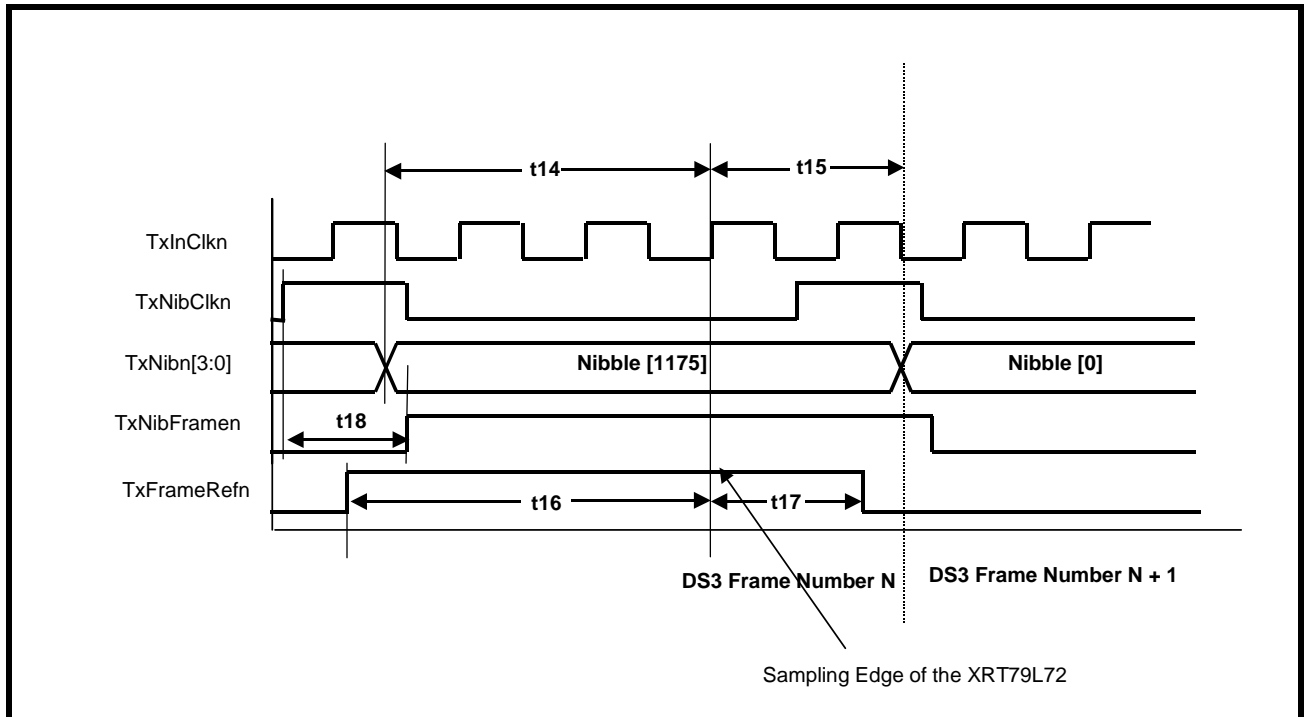 t14
t15
TxInClkn
TxNibClkn
TxNibn[3:0]
Nibble [1175]
Nibble [0]
TxNibFramen
t18
TxFrameRefn
t16
t17
DS3 Frame Number N
DS3 Frame Number N + 1
Sampling Edge of the XRT79L72